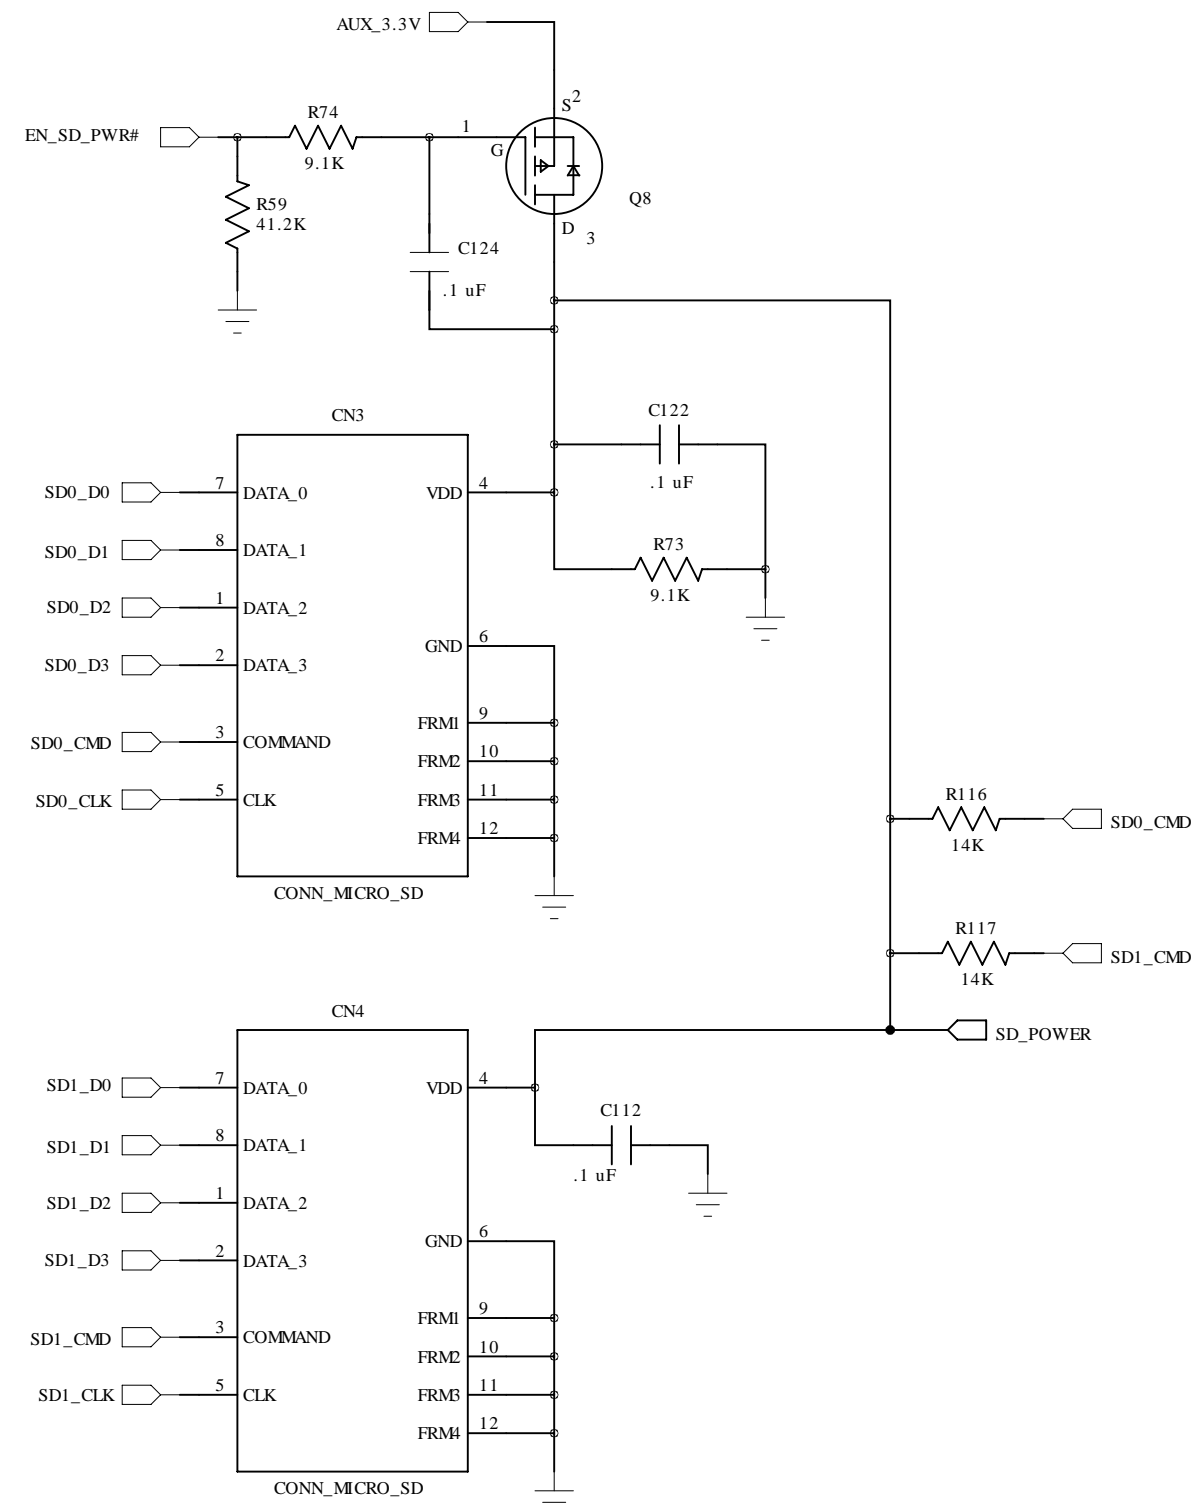 AUX_3.3V
S 2
R74
EN_SD_PWR#
1
G
9.1K
Q8
R59
41.2K
D
3
C124
.1 uF
CN3
C122
.1 uF
SD0_D0 7 DATA_0 VDD 4
SD0_D1 8 DATA_1
R73
9.1K
SD0_D2 1 DATA_2
GND 6
SD0_D3 2 DATA_3
FRM1 9
SD0_CMD 3 COMMAND
FRM2 10
SD0_CLK 5 CLK FRM3 11
FRM4 12
CONN_MICRO_SD
R116
14K
SD0_CMD
R117
14K
SD1_CMD
CN4
SD_POWER
SD1_D0 7 DATA_0 VDD 4
C112
.1 uF
SD1_D1 8 DATA_1
SD1_D2 1 DATA_2
GND 6
SD1_D3 2 DATA_3
FRM1 9
SD1_CMD 3 COMMAND
FRM2 10
SD1_CLK 5 CLK FRM3 11
FRM4 12
CONN_MICRO_SD